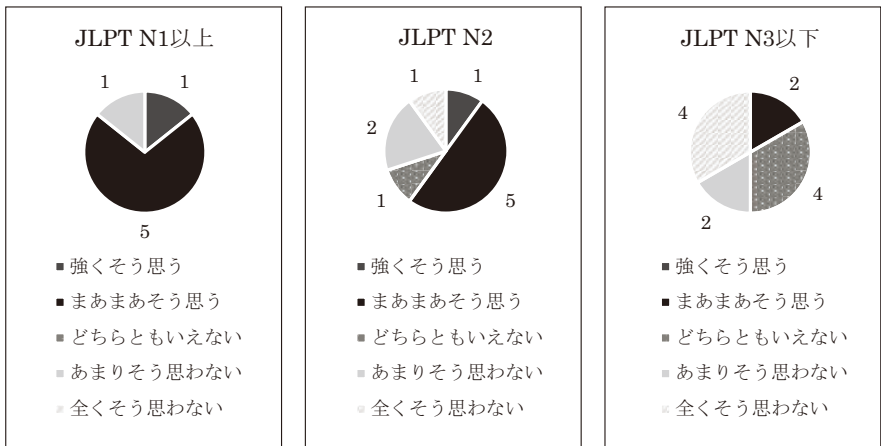 JLPT N1以上
1
1
5
強くそう思う
まあまあそう思う
どちらともいえない
あまりそう思わない
全くそう思わない
JLPT N2
1
1
2
1
5
強くそう思う
まあまあそう思う
どちらともいえない
あまりそう思わない
全くそう思わない
JLPT N3以下
2
4
4
2
強くそう思う
まあまあそう思う
どちらともいえない
あまりそう思わない
全くそう思わない